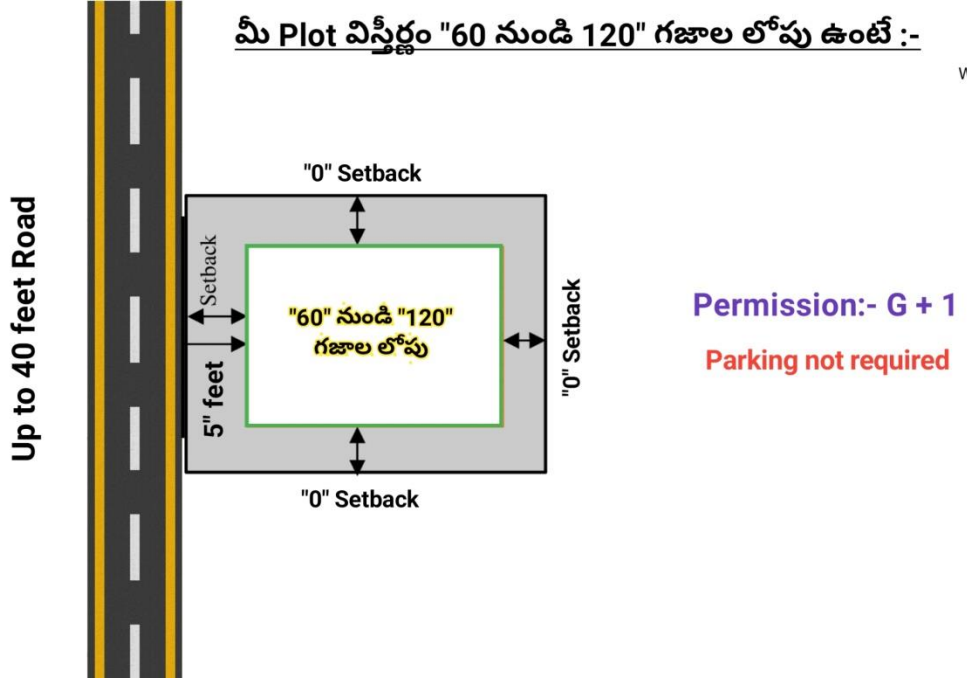 మీ Plot విస్తీర్ణం "60 నుండి 120" గజాల లోపు ఉంటే :-
"0" Setback
Up to 40 feet Road
Setback
5" feet
"60" నుండి "120"
గజాల లోపు
"0" Setback
"0" Setback
Permission:- G + 1
Parking not required